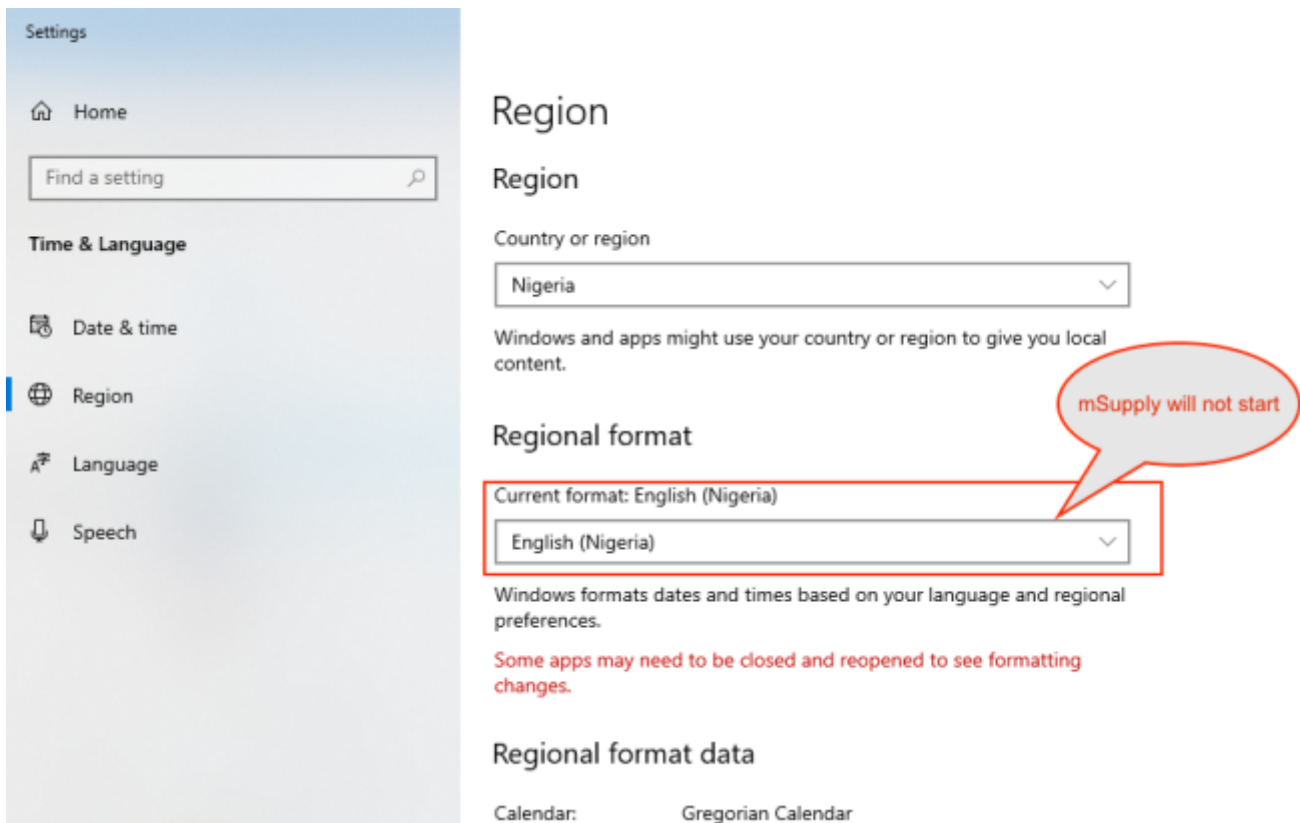 Settings
Home
Find a setting
Time & Language
Date & time
Region
Language
Speech
Region
Region
Country or region
Nigeria
Windows and apps might use your country or region to give you local
content.
mSupply will not start
Regional format
Current format: English (Nigeria)
English (Nigeria)
Windows formats dates and times based on your language and regional
preferences.
Some apps may need to be closed and reopened to see formatting
changes.
Regional format data
Calendar: Gregorian Calendar